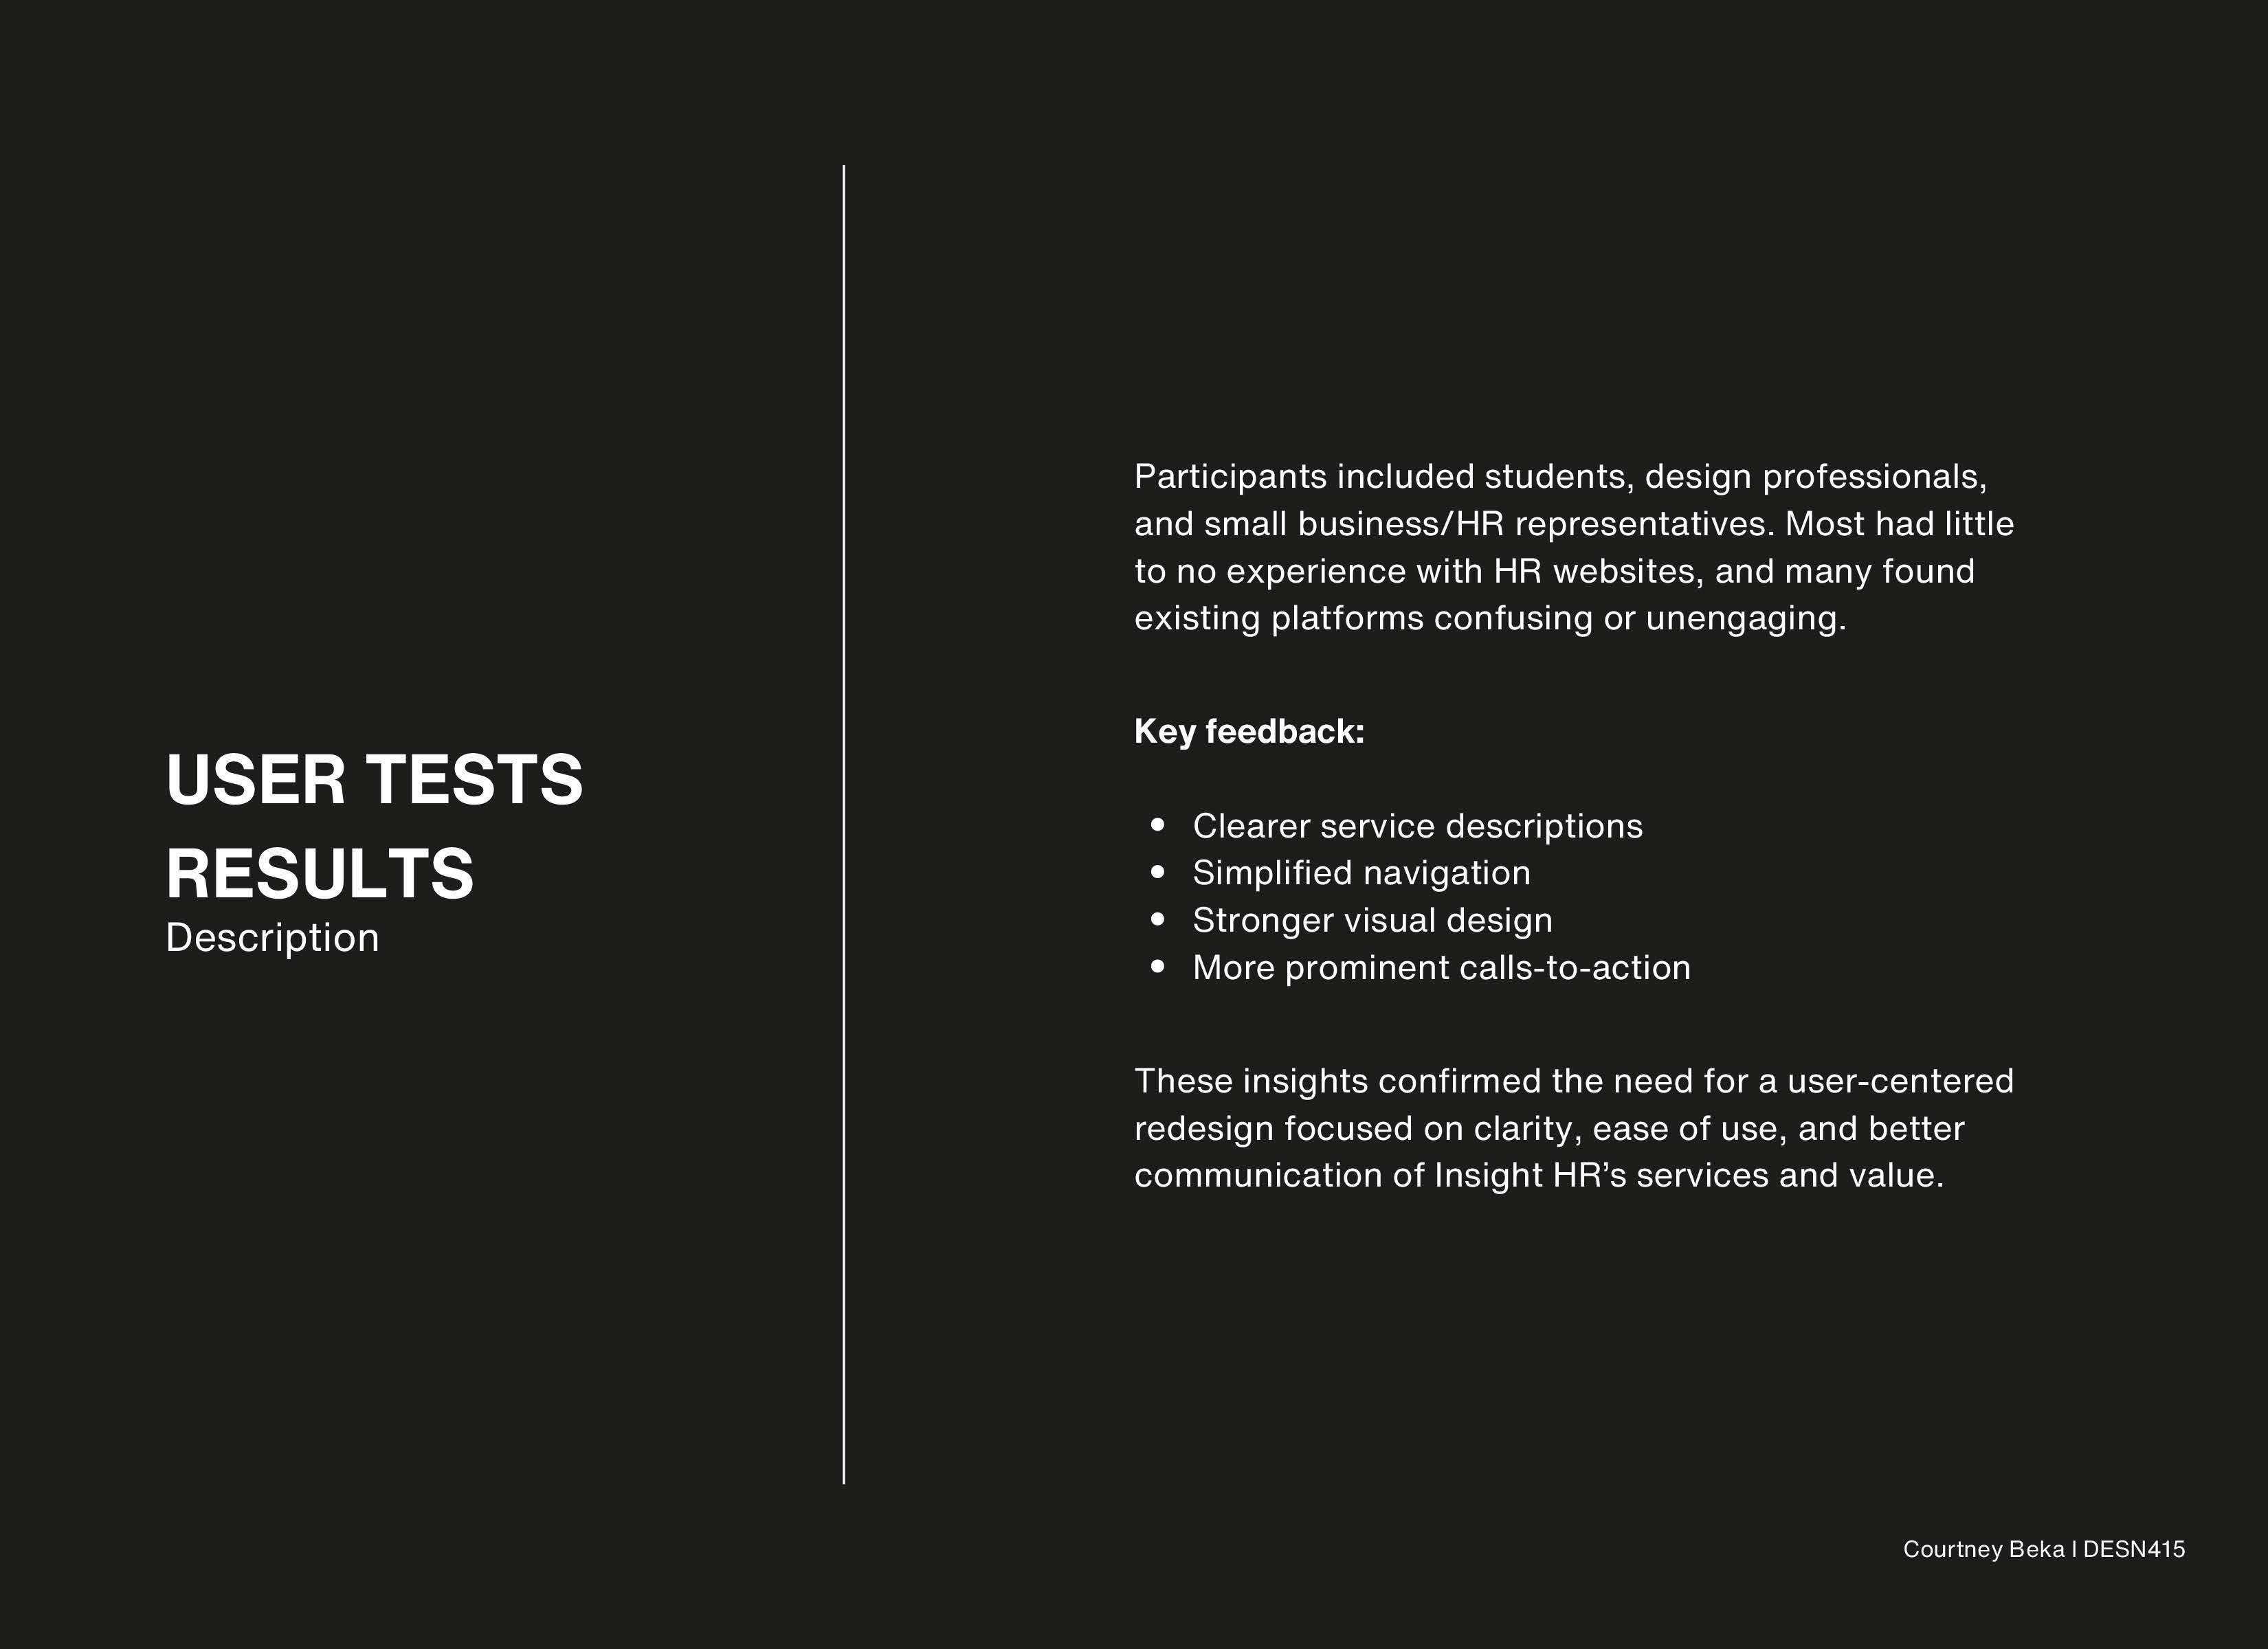 USER TESTS
RESULTS
Description
Participants included students, design professionals,
and small business/HR representatives. Most had little
to no experience with HR websites, and many found
existing platforms confusing or unengaging.
Key feedback:
• Clearer service descriptions
• Simplified navigation
• Stronger visual design
• More prominent calls-to-action
These insights confirmed the need for a user-centered
redesign focused on clarity, ease of use, and better
communication of Insight HR’s services and value.
Courtney Beka | DESN415